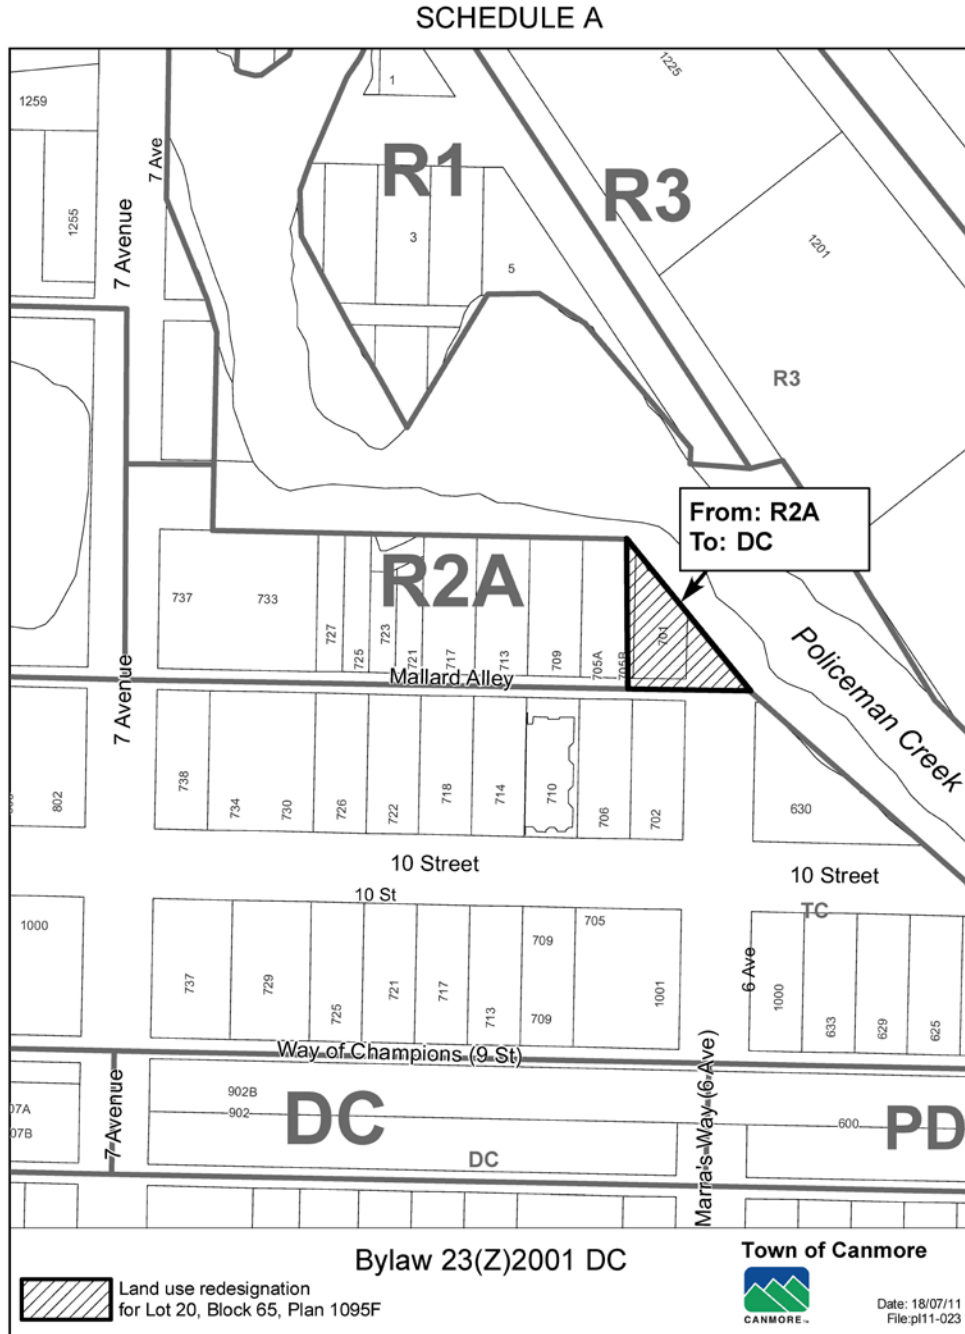 SCHEDULE A
1259
1255
7 Avenue
7 Ave
1
R1
3
5
R3
1225
1201
R3
From: R2A
To: DC
R2A
737
733
727
725
723
721
717
713
709
705A
705B
701
Mallard Alley
Policeman Creek
7 Avenue
802
738
734
730
726
722
718
714
710
706
702
630
10 Street
10 Street
10 St
TC
1000
737
729
725
721
717
713
709
709
705
1001
6 Ave
1000
633
629
625
Way of Champions (9 St)
Marra's Way (6 Ave)
7 Avenue
07A
07B
902B
902
DC
DC
600
PD
Bylaw 23(Z)2001 DC
Land use redesignation
for Lot 20, Block 65, Plan 1095F
Town of Canmore
CANMORE
Date: 18/07/11
File:pl11-023